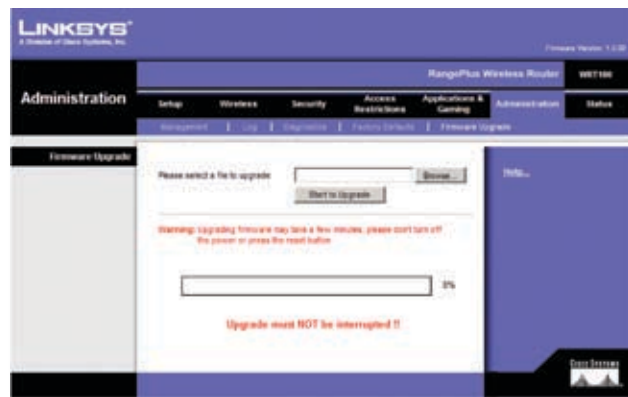 LINKSYS®
A Division of Cisco Systems, Inc.
Firmware Version: 1.0.00
RangePlus Wireless Router WRT100
Administration
Setup Wireless Security Access Restrictions Applications & Gaming Administration Status
Management | Log | Diagnostics | Factory Defaults | Firmware Upgrade
Firmware Upgrade
Please select a file to upgrade Browse...
Start to Upgrade
Help...
Warning: Upgrading firmware may take a few minutes, please don't turn off
the power or press the reset button
0%
Upgrade must NOT be interrupted !!
Cisco Systems